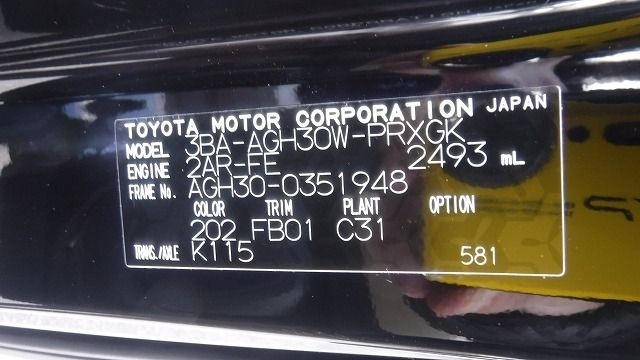 TOYOTA MOTOR CORPORATION JAPAN
MODEL 3BA-AGH30W-PRXGK
ENGINE 2AR-FE 2493 mL
FRAME No. AGH30-0351948
COLOR TRIM PLANT OPTION
202 FB01 C31
TRANS./AXLE K115 581